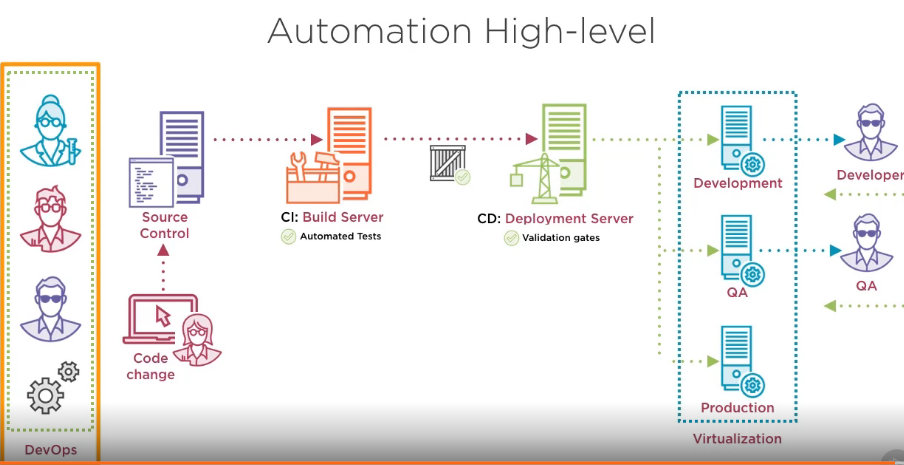 Automation High-level
Source
Control
CI: Build Server
Automated Tests
CD: Deployment Server
Validation gates
Development
Developer
QA
QA
Code
change
Production
Virtualization
DevOps